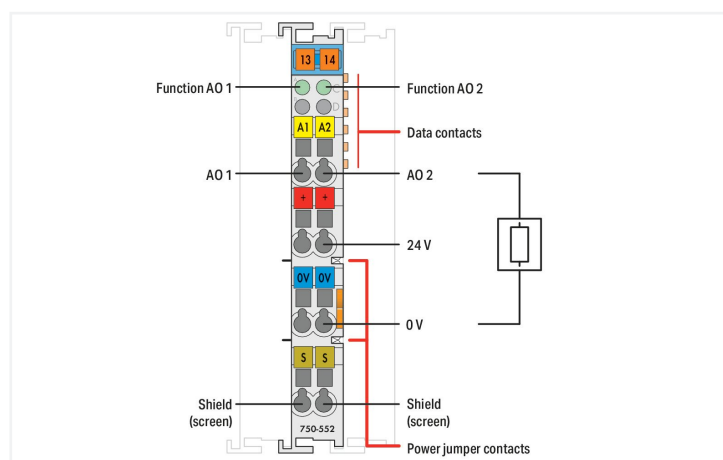 13 14
Function AO 1
Function AO 2
C
D
A1 A2
Data contacts
AO 1
AO 2
+ +
24 V
0V 0V
0 V
S S
Shield
(screen)
Shield
(screen)
750-552
Power jumper contacts